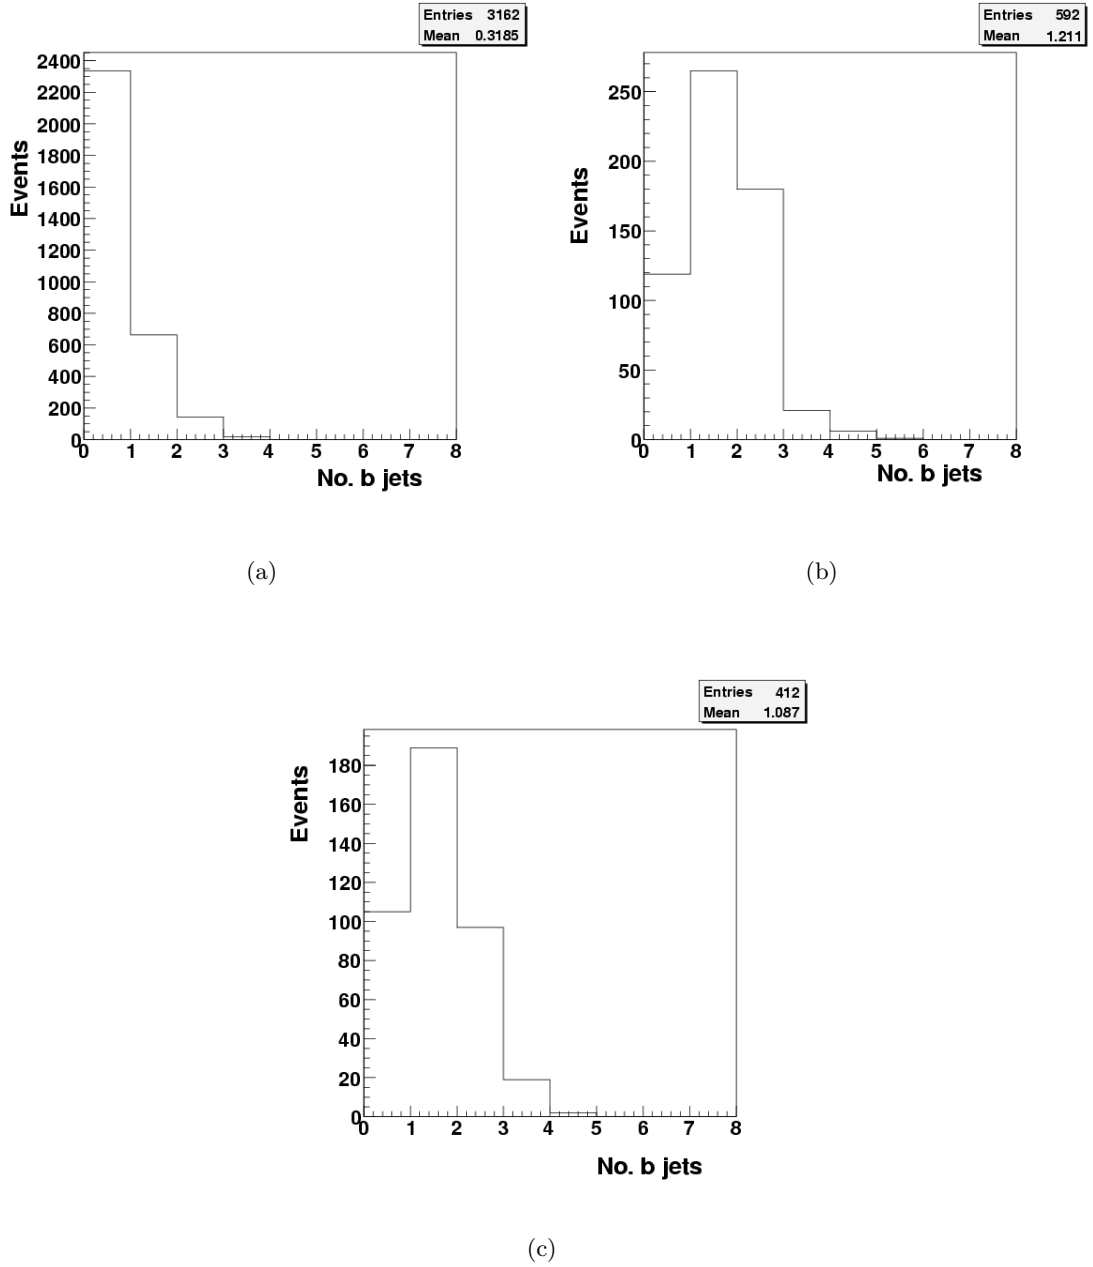 Entries 3162
Mean 0.3185
Events
2400
2200
2000
1800
1600
1400
1200
1000
800
600
400
200
0
0 1 2 3 4 5 6 7 8
No. b jets
(a)
Entries 592
Mean 1.211
Events
250
200
150
100
50
0
0 1 2 3 4 5 6 7 8
No. b jets
(b)
Entries 412
Mean 1.087
Events
180
160
140
120
100
80
60
40
20
0
0 1 2 3 4 5 6 7 8
No. b jets
(c)